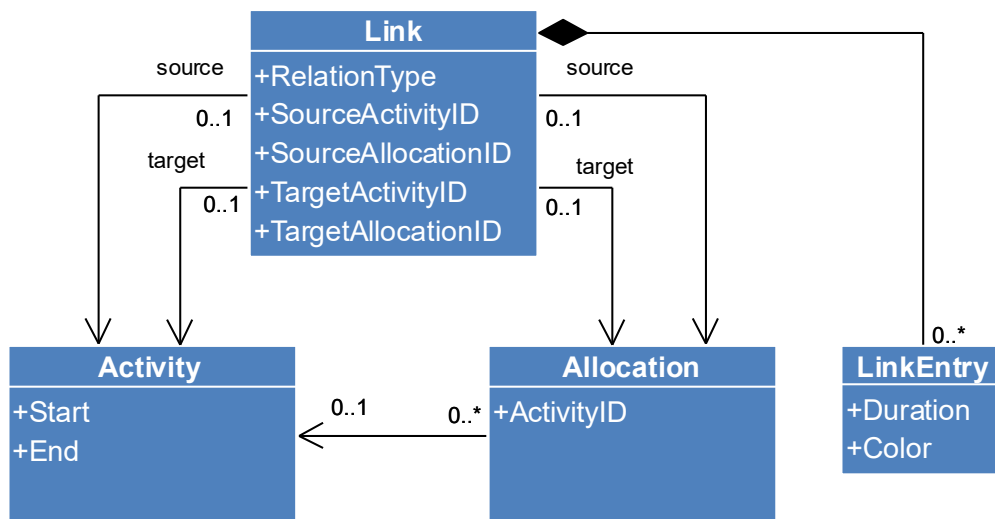 Link
source
source
+RelationType
0..1
+SourceActivityID
0..1
+SourceAllocationID
target
target
+TargetActivityID
0..1
0..1
+TargetAllocationID
0..*
Activity
Allocation
LinkEntry
+Start
0..1
0..*
+ActivityID
+Duration
+End
+Color